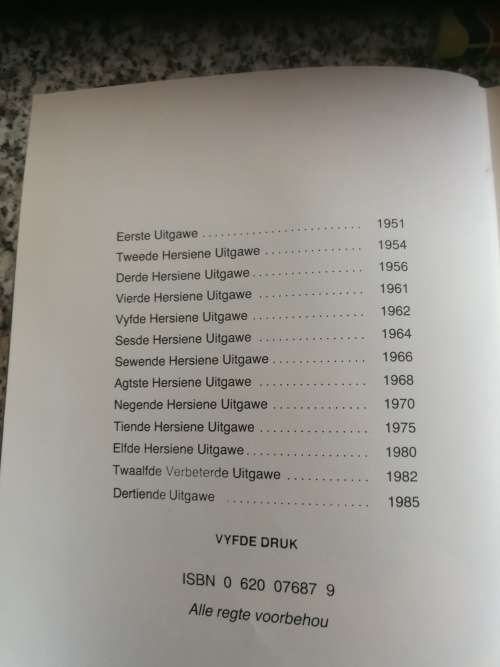 Eerste Uitgawe .......................... 1951
Tweede Hersiene Uitgawe ................ 1954
Derde Hersiene Uitgawe .................. 1956
Vierde Hersiene Uitgawe ................. 1961
Vyfde Hersiene Uitgawe .................. 1962
Sesde Hersiene Uitgawe ................. 1964
Sewende Hersiene Uitgawe ............... 1966
Agtste Hersiene Uitgawe ................. 1968
Negende Hersiene Uitgawe ............... 1970
Tiende Hersiene Uitgawe ................. 1975
Elfde Hersiene Uitgawe ................... 1980
Twaalfde Verbeterde Uitgawe ............. 1982
Dertiende Uitgawe ...................... 1985
VYFDE DRUK
ISBN 0 620 07687 9
Alle regte voorbehou